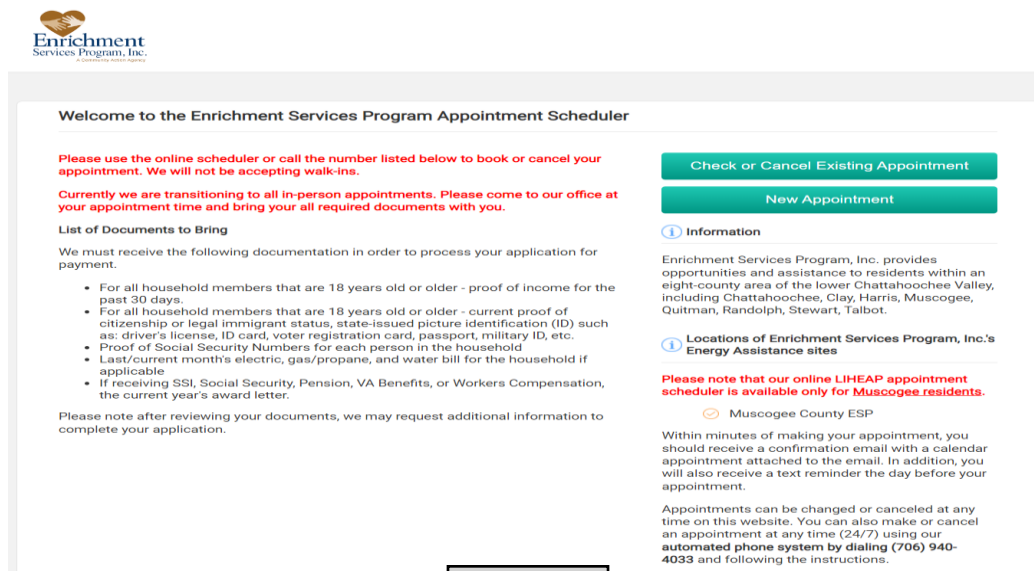 Enrichment
Services Program, Inc.
A Community Action Agency
Welcome to the Enrichment Services Program Appointment Scheduler
Please use the online scheduler or call the number listed below to book or cancel your
appointment. We will not be accepting walk-ins.
Currently we are transitioning to all in-person appointments. Please come to our office at
your appointment time and bring your all required documents with you.
List of Documents to Bring
We must receive the following documentation in order to process your application for
payment.
• For all household members that are 18 years old or older - proof of income for the
past 30 days.
• For all household members that are 18 years old or older - current proof of
citizenship or legal immigrant status, state-issued picture identification (ID) such
as: driver's license, ID card, voter registration card, passport, military ID, etc.
• Proof of Social Security Numbers for each person in the household
• Last/current month's electric, gas/propane, and water bill for the household if
applicable
• If receiving SSI, Social Security, Pension, VA Benefits, or Workers Compensation,
the current year's award letter.
Please note after reviewing your documents, we may request additional information to
complete your application.
Check or Cancel Existing Appointment
New Appointment
Information
Enrichment Services Program, Inc. provides
opportunities and assistance to residents within an
eight-county area of the lower Chattahoochee Valley,
including Chattahoochee, Clay, Harris, Muscogee,
Quitman, Randolph, Stewart, Talbot.
Locations of Enrichment Services Program, Inc.'s
Energy Assistance sites
Please note that our online LIHEAP appointment
scheduler is available only for Muscogee residents.
Muscogee County ESP
Within minutes of making your appointment, you
should receive a confirmation email with a calendar
appointment attached to the email. In addition, you
will also receive a text reminder the day before your
appointment.
Appointments can be changed or canceled at any
time on this website. You can also make or cancel
an appointment at any time (24/7) using our
automated phone system by dialing (706) 940-
4033 and following the instructions.